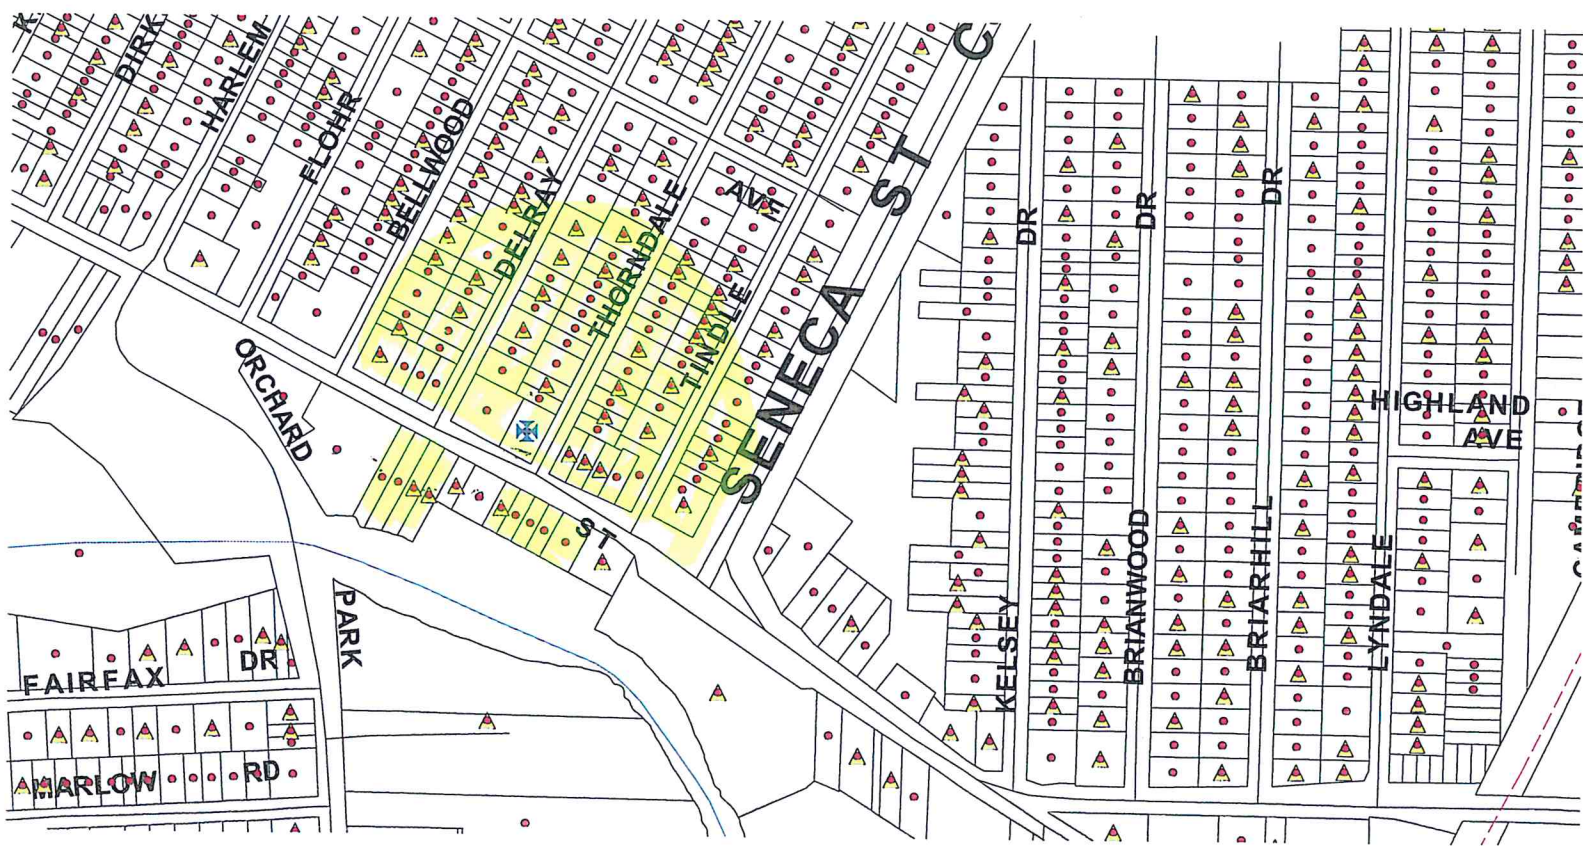 DIRK
HARLEM
FLOHR
BELLWOOD
DELRAY
THORNDALE
TINDLE
AVE
SENECA ST C
ORCHARD
PARK
ST
FAIRFAX DR
MARLOW RD
KELSEY DR
BRIANWOOD DR
BRIARHILL DR
LYNDALE
HIGHLAND
AVE